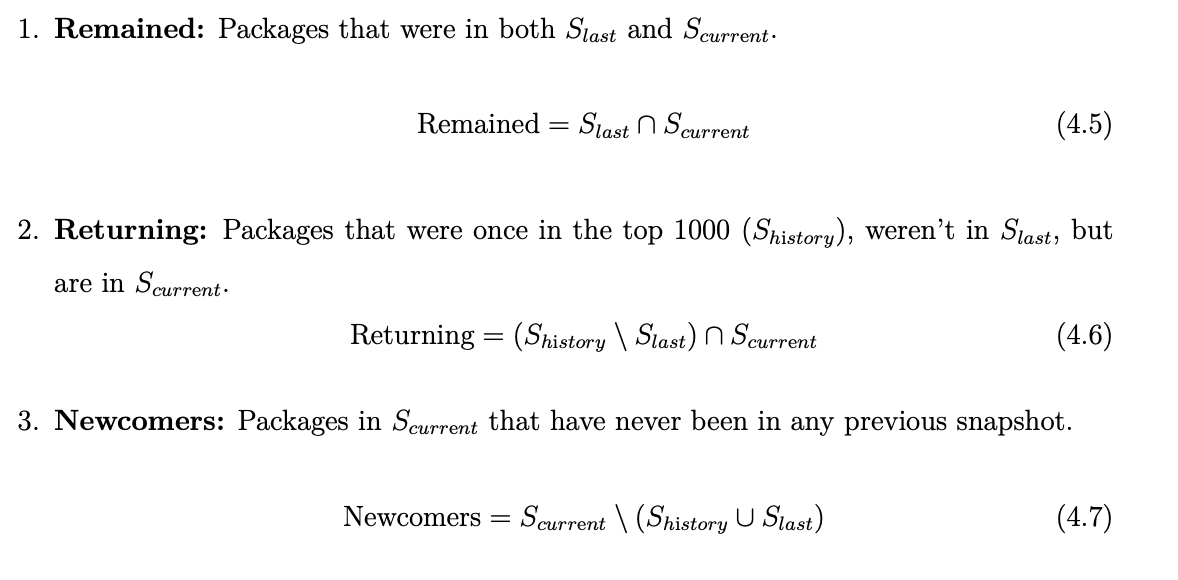 1. Remained: Packages that were in both S_last and S_current.
Remained = S_last ∩ S_current (4.5)
2. Returning: Packages that were once in the top 1000 (S_history), weren't in S_last, but
are in S_current.
Returning = (S_history \ S_last) ∩ S_current (4.6)
3. Newcomers: Packages in S_current that have never been in any previous snapshot.
Newcomers = S_current \ (S_history ∪ S_last) (4.7)